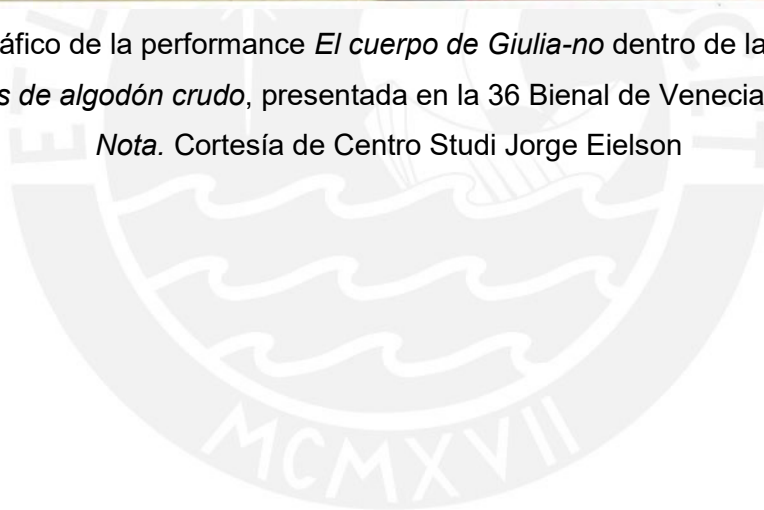 áfico de la performance El cuerpo de Giulia-no dentro de la
s de algodón crudo, presentada en la 36 Bienal de Venecia
Nota. Cortesía de Centro Studi Jorge Eielson
MCMXVII